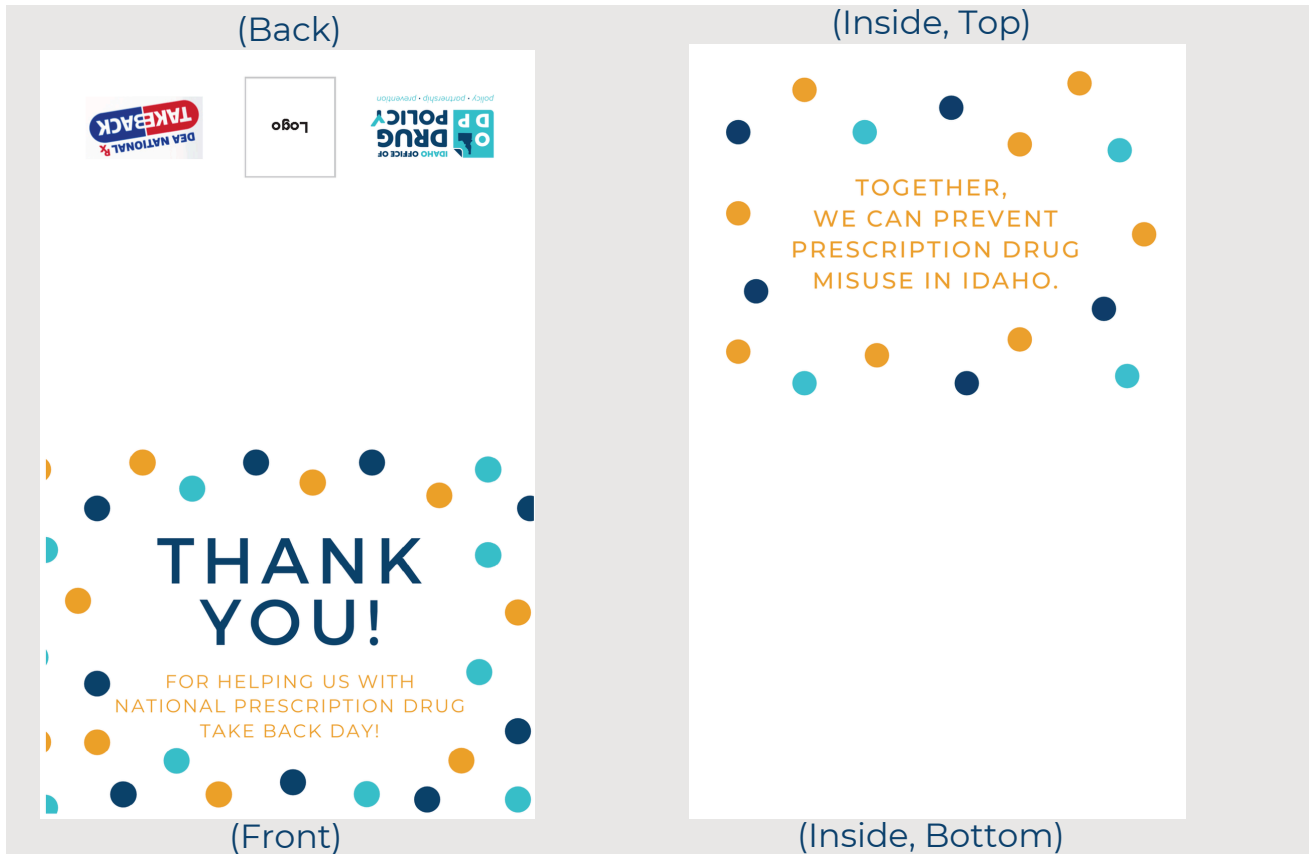 (Back)
DEA NATIONAL Rx
TAKEBACK
Logo
IDAHO OFFICE OF
DRUG
POLICY
O
D P
policy • partnership • prevention
THANK
YOU!
FOR HELPING US WITH
NATIONAL PRESCRIPTION DRUG
TAKE BACK DAY!
(Front)
(Inside, Top)
TOGETHER,
WE CAN PREVENT
PRESCRIPTION DRUG
MISUSE IN IDAHO.
(Inside, Bottom)